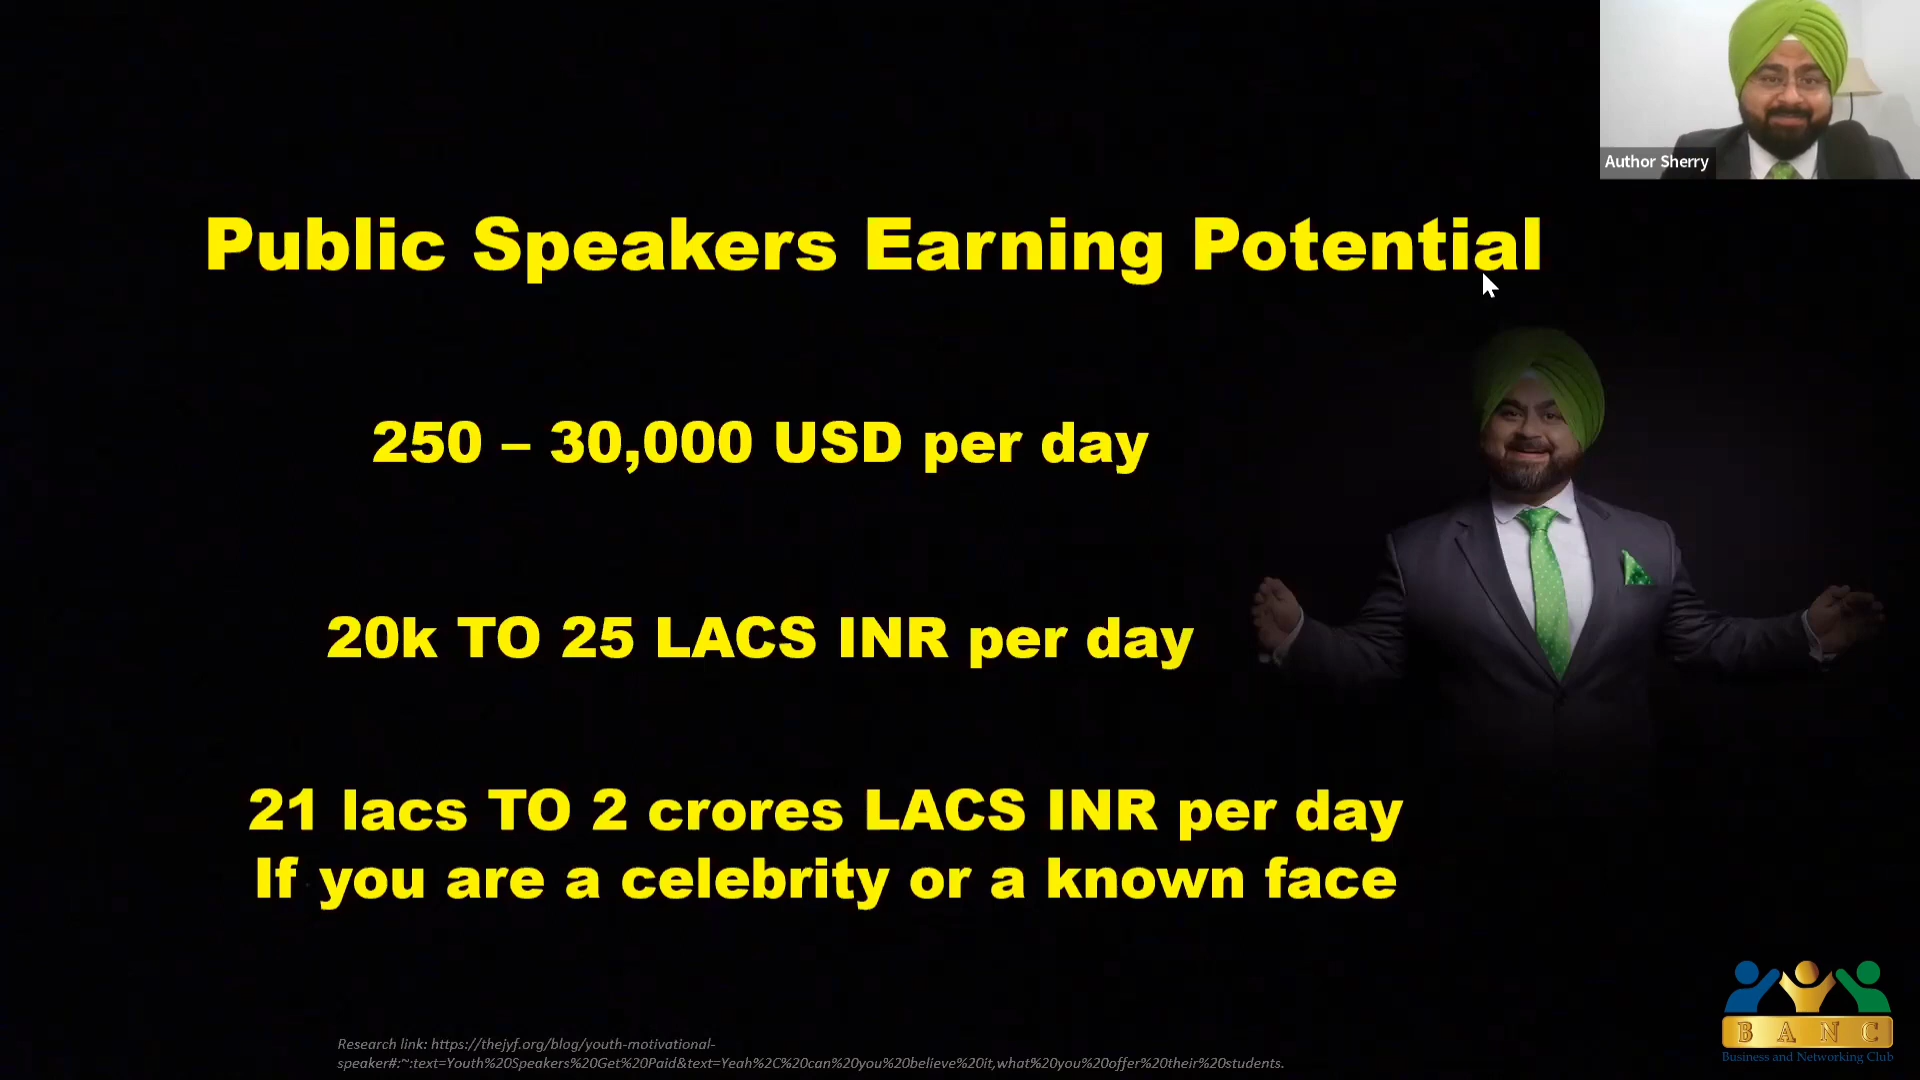 Author Sherry
Public Speakers Earning Potential
250 – 30,000 USD per day
20k TO 25 LACS INR per day
21 lacs TO 2 crores LACS INR per day
If you are a celebrity or a known face
B A N C
Business and Networking Club
Research link: https://thejyf.org/blog/youth-motivational-
speaker#:~:text=Youth%20Speakers%20Get%20Paid&text=Yeah%2C%20can%20you%20believe%20it,what%20you%20offer%20their%20students.